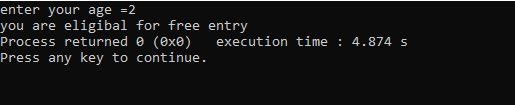 enter your age =2
you are eligibal for free entry
Process returned 0 (0x0)   execution time : 4.874 s
Press any key to continue.